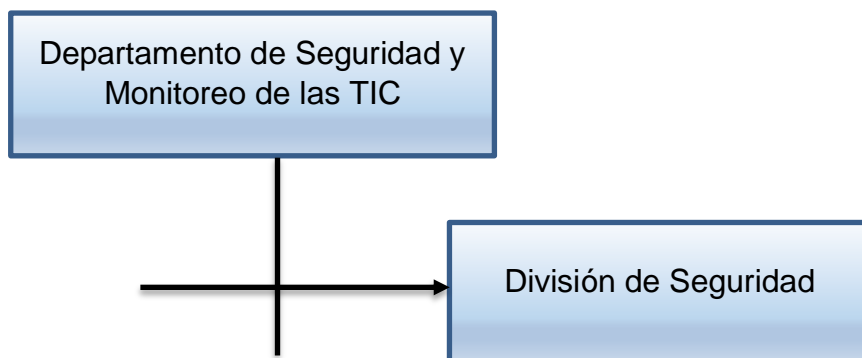 Departamento de Seguridad y
Monitoreo de las TIC
División de Seguridad